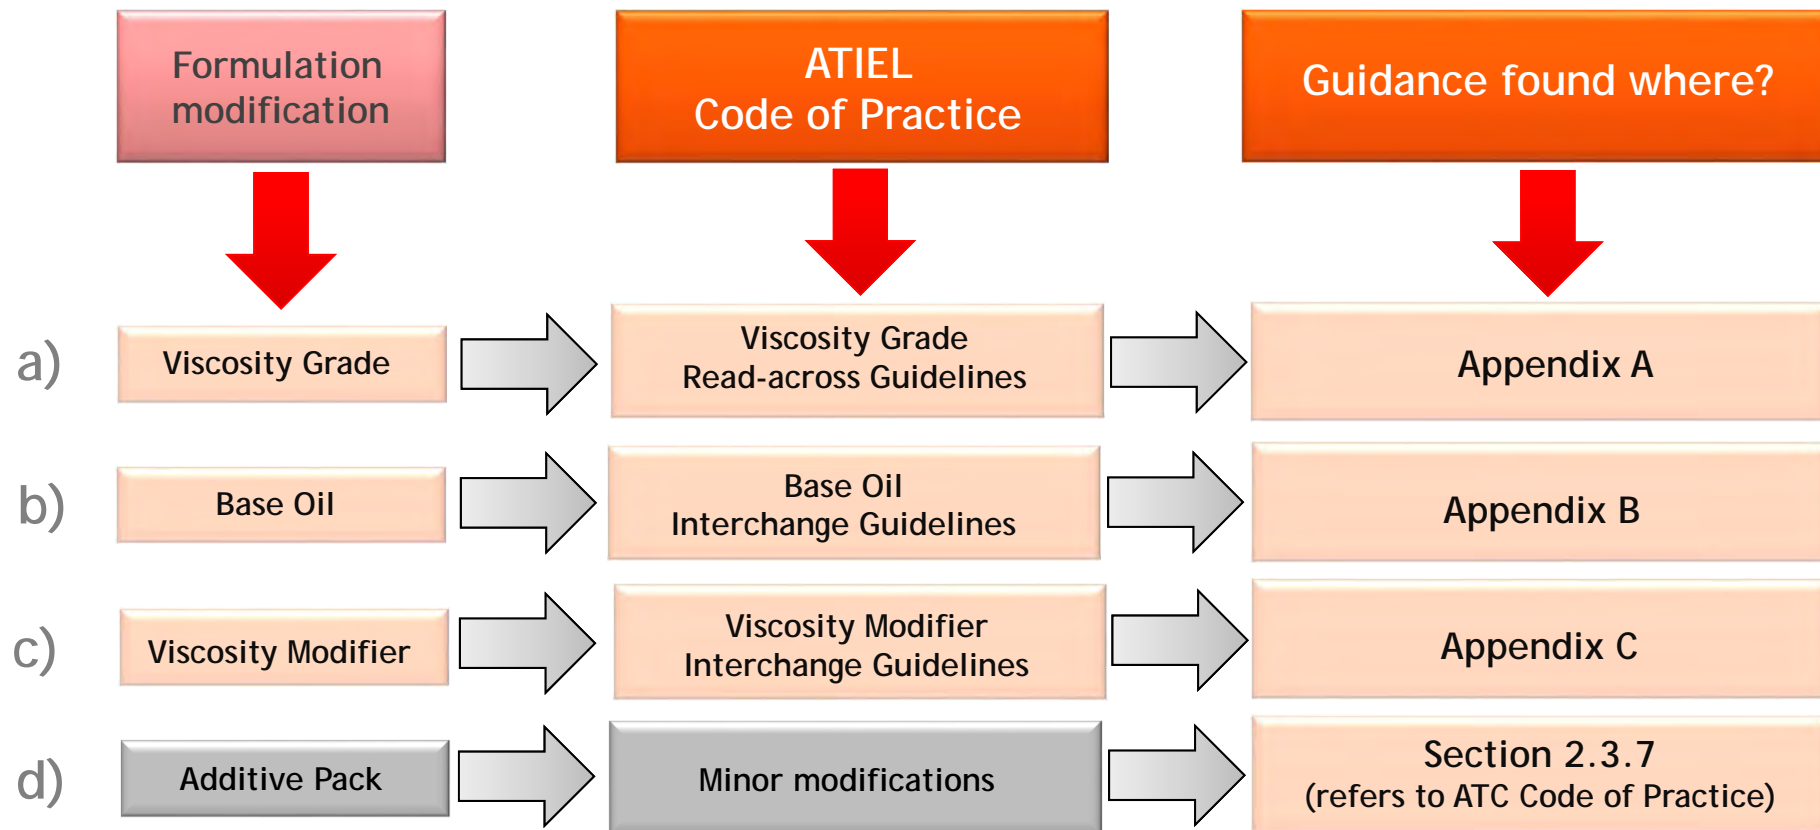 Formulation
modification
ATIEL
Code of Practice
Guidance found where?
a)
Viscosity Grade
Viscosity Grade
Read-across Guidelines
Appendix A
b)
Base Oil
Base Oil
Interchange Guidelines
Appendix B
c)
Viscosity Modifier
Viscosity Modifier
Interchange Guidelines
Appendix C
d)
Additive Pack
Minor modifications
Section 2.3.7
(refers to ATC Code of Practice)